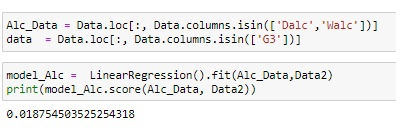 Alc_Data = Data.loc[:, Data.columns.isin(['Dalc','Walc'])]
data  = Data.loc[:, Data.columns.isin(['G3'])]
model_Alc =  LinearRegression().fit(Alc_Data,Data2)
print(model_Alc.score(Alc_Data, Data2))
0.018754503525254318